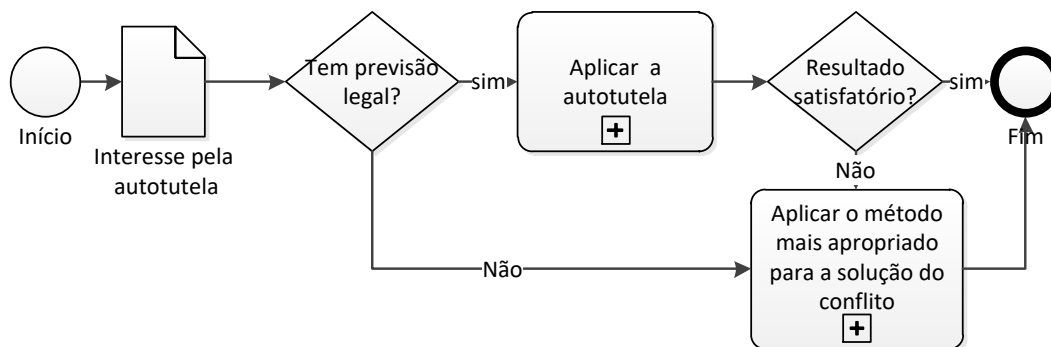 Início
Interesse pela
autotutela
Tem previsão
legal?
sim
Aplicar a
autotutela
Resultado
satisfatório?
sim
Fim
Não
Não
Aplicar o método
mais apropriado
para a solução do
conflito